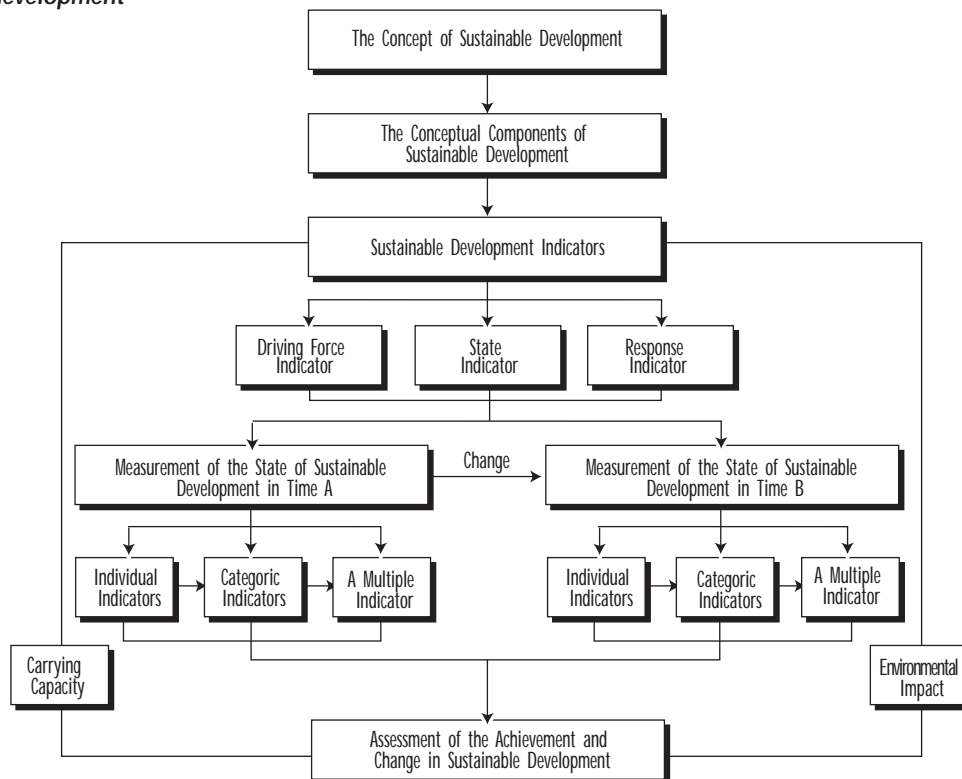 The Concept of Sustainable Development
The Conceptual Components of
Sustainable Development
Sustainable Development Indicators
Driving Force
Indicator
State
Indicator
Response
Indicator
Measurement of the State of Sustainable
Development in Time A
Change
Measurement of the State of Sustainable
Development in Time B
Individual
Indicators
Categoric
Indicators
A Multiple
Indicator
Individual
Indicators
Categoric
Indicators
A Multiple
Indicator
Carrying
Capacity
Environmental
Impact
Assessment of the Achievement and
Change in Sustainable Development